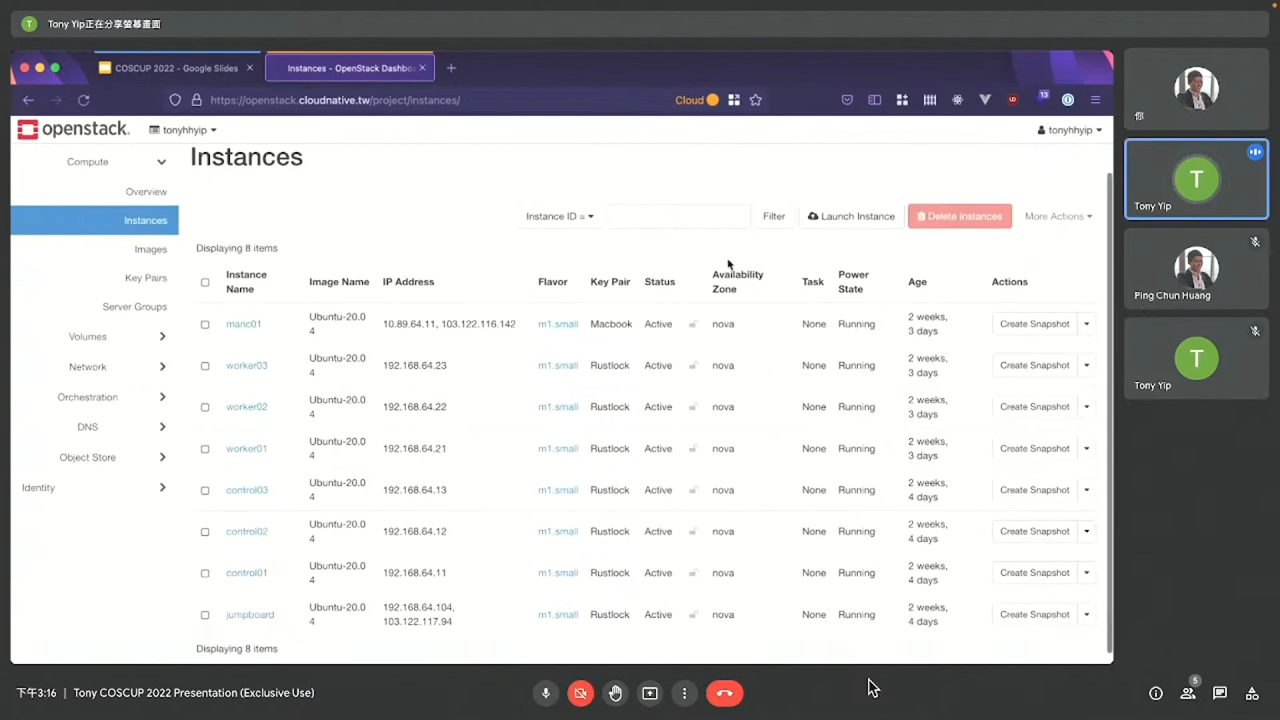 T Tony Yip正在分享螢幕畫面
COSCUP 2022 - Google Slides
Instances - OpenStack Dashbo
https://openstack.cloudnative.tw/project/instances/
Cloud
13
openstack.
tonyhhyip
tonyhhyip
Compute
Overview
Instances
Images
Key Pairs
Server Groups
Volumes
Network
Orchestration
DNS
Object Store
Identity
Instances
Instance ID =
Filter
Launch Instance
Delete Instances
More Actions
Displaying 8 items
Instance Name Image Name IP Address Flavor Key Pair Status Availability Zone Task Power State Age Actions
manc01 Ubuntu-20.04 10.89.64.11, 103.122.116.142 m1.small Macbook Active nova None Running 2 weeks, 3 days Create Snapshot
worker03 Ubuntu-20.04 192.168.64.23 m1.small Rustlock Active nova None Running 2 weeks, 3 days Create Snapshot
worker02 Ubuntu-20.04 192.168.64.22 m1.small Rustlock Active nova None Running 2 weeks, 3 days Create Snapshot
worker01 Ubuntu-20.04 192.168.64.21 m1.small Rustlock Active nova None Running 2 weeks, 3 days Create Snapshot
control03 Ubuntu-20.04 192.168.64.13 m1.small Rustlock Active nova None Running 2 weeks, 4 days Create Snapshot
control02 Ubuntu-20.04 192.168.64.12 m1.small Rustlock Active nova None Running 2 weeks, 4 days Create Snapshot
control01 Ubuntu-20.04 192.168.64.11 m1.small Rustlock Active nova None Running 2 weeks, 4 days Create Snapshot
jumpboard Ubuntu-20.04 192.168.64.104, 103.122.117.94 m1.small Rustlock Active nova None Running 2 weeks, 4 days Create Snapshot
Displaying 8 items
你
T
Tony Yip
Ping Chun Huang
T
Tony Yip
下午3:16 | Tony COSCUP 2022 Presentation (Exclusive Use)
5